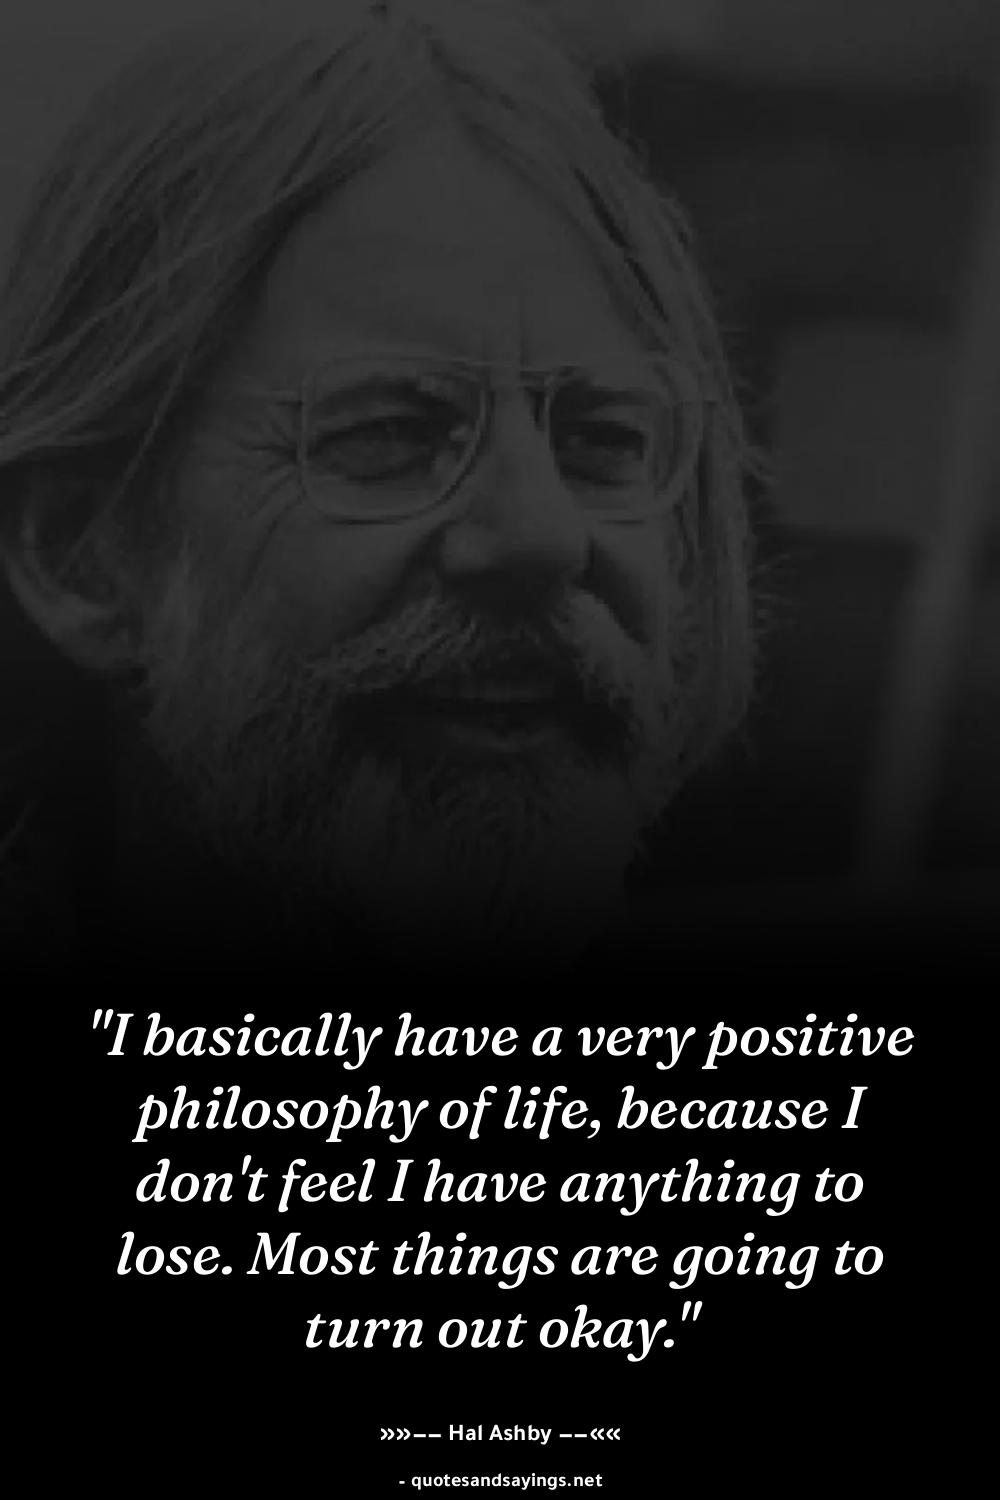 "I basically have a very positive
philosophy of life, because I
don't feel I have anything to
lose. Most things are going to
turn out okay."
»»−− Hal Ashby −−««
- quotesandsayings.net